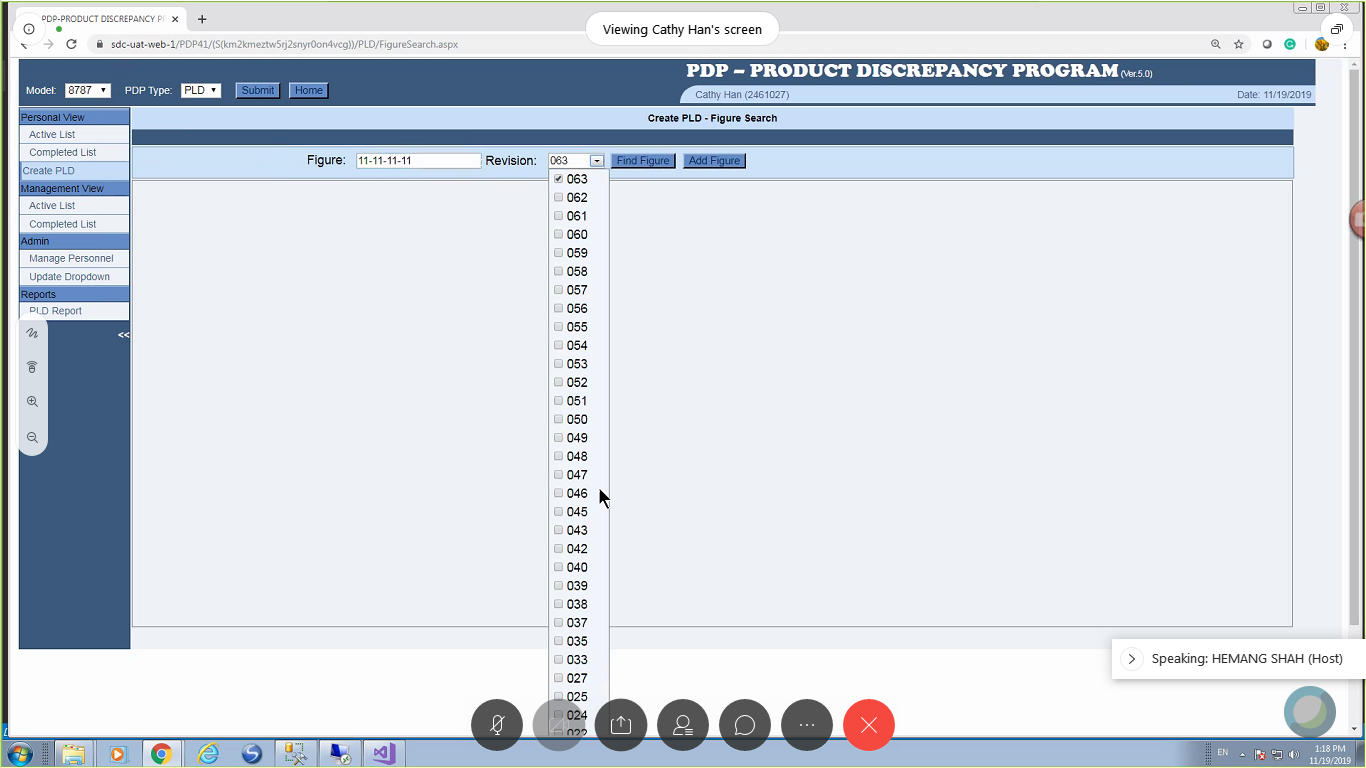 PDP-PRODUCT DISCREPANCY P
Viewing Cathy Han's screen
sdc-uat-web-1/PDP41/(S(km2kmeztw5rj2snyr0on4vcg))/PLD/FigureSearch.aspx
PDP – PRODUCT DISCREPANCY PROGRAM (Ver.5.0)
Model: 8787 PDP Type: PLD Submit Home
Cathy Han (2461027) Date: 11/19/2019
Personal View
Active List
Completed List
Create PLD
Management View
Active List
Completed List
Admin
Manage Personnel
Update Dropdown
Reports
PLD Report
<<
Create PLD - Figure Search
Figure: 11-11-11-11 Revision: 063 Find Figure Add Figure
063
062
061
060
059
058
057
056
055
054
053
052
051
050
049
048
047
046
045
043
042
040
039
038
037
035
033
027
025
024
022
Speaking: HEMANG SHAH (Host)
EN
1:18 PM
11/19/2019